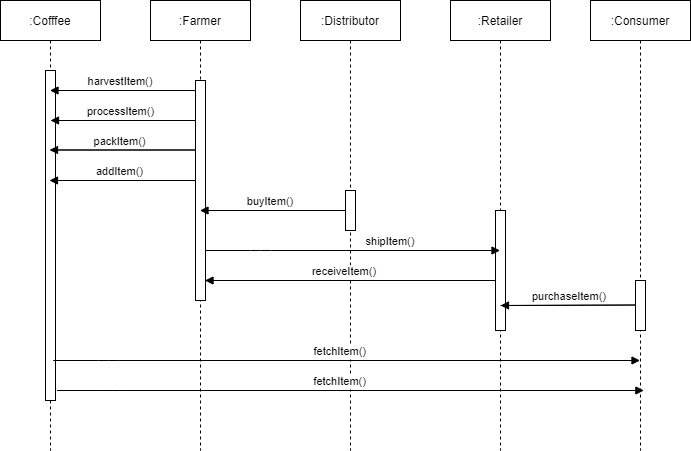 :Cofffee
:Farmer
:Distributor
:Retailer
:Consumer
harvestItem()
processItem()
packItem()
addItem()
buyItem()
shipItem()
receiveItem()
purchaseItem()
fetchItem()
fetchItem()